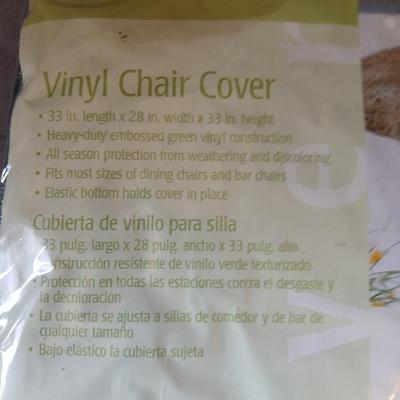 Vinyl Chair Cover
• 33 in. length x 28 in. width x 33 in. height
• Heavy-duty embossed green vinyl construction
• All season protection from weathering and discoloring
• Fits most sizes of dining chairs and bar chairs
• Elastic bottom holds cover in place
Cubierta de vinilo para silla
33 pulg. largo x 28 pulg. ancho x 33 pulg. alto
Construcción resistente de vinilo verde texturizado
• Protección en todas las estaciones contra el desgaste y
la decoloración
• La cubierta se ajusta a sillas de comedor y de bar de
cualquier tamaño
• Bajo elástico la cubierta sujeta
ver